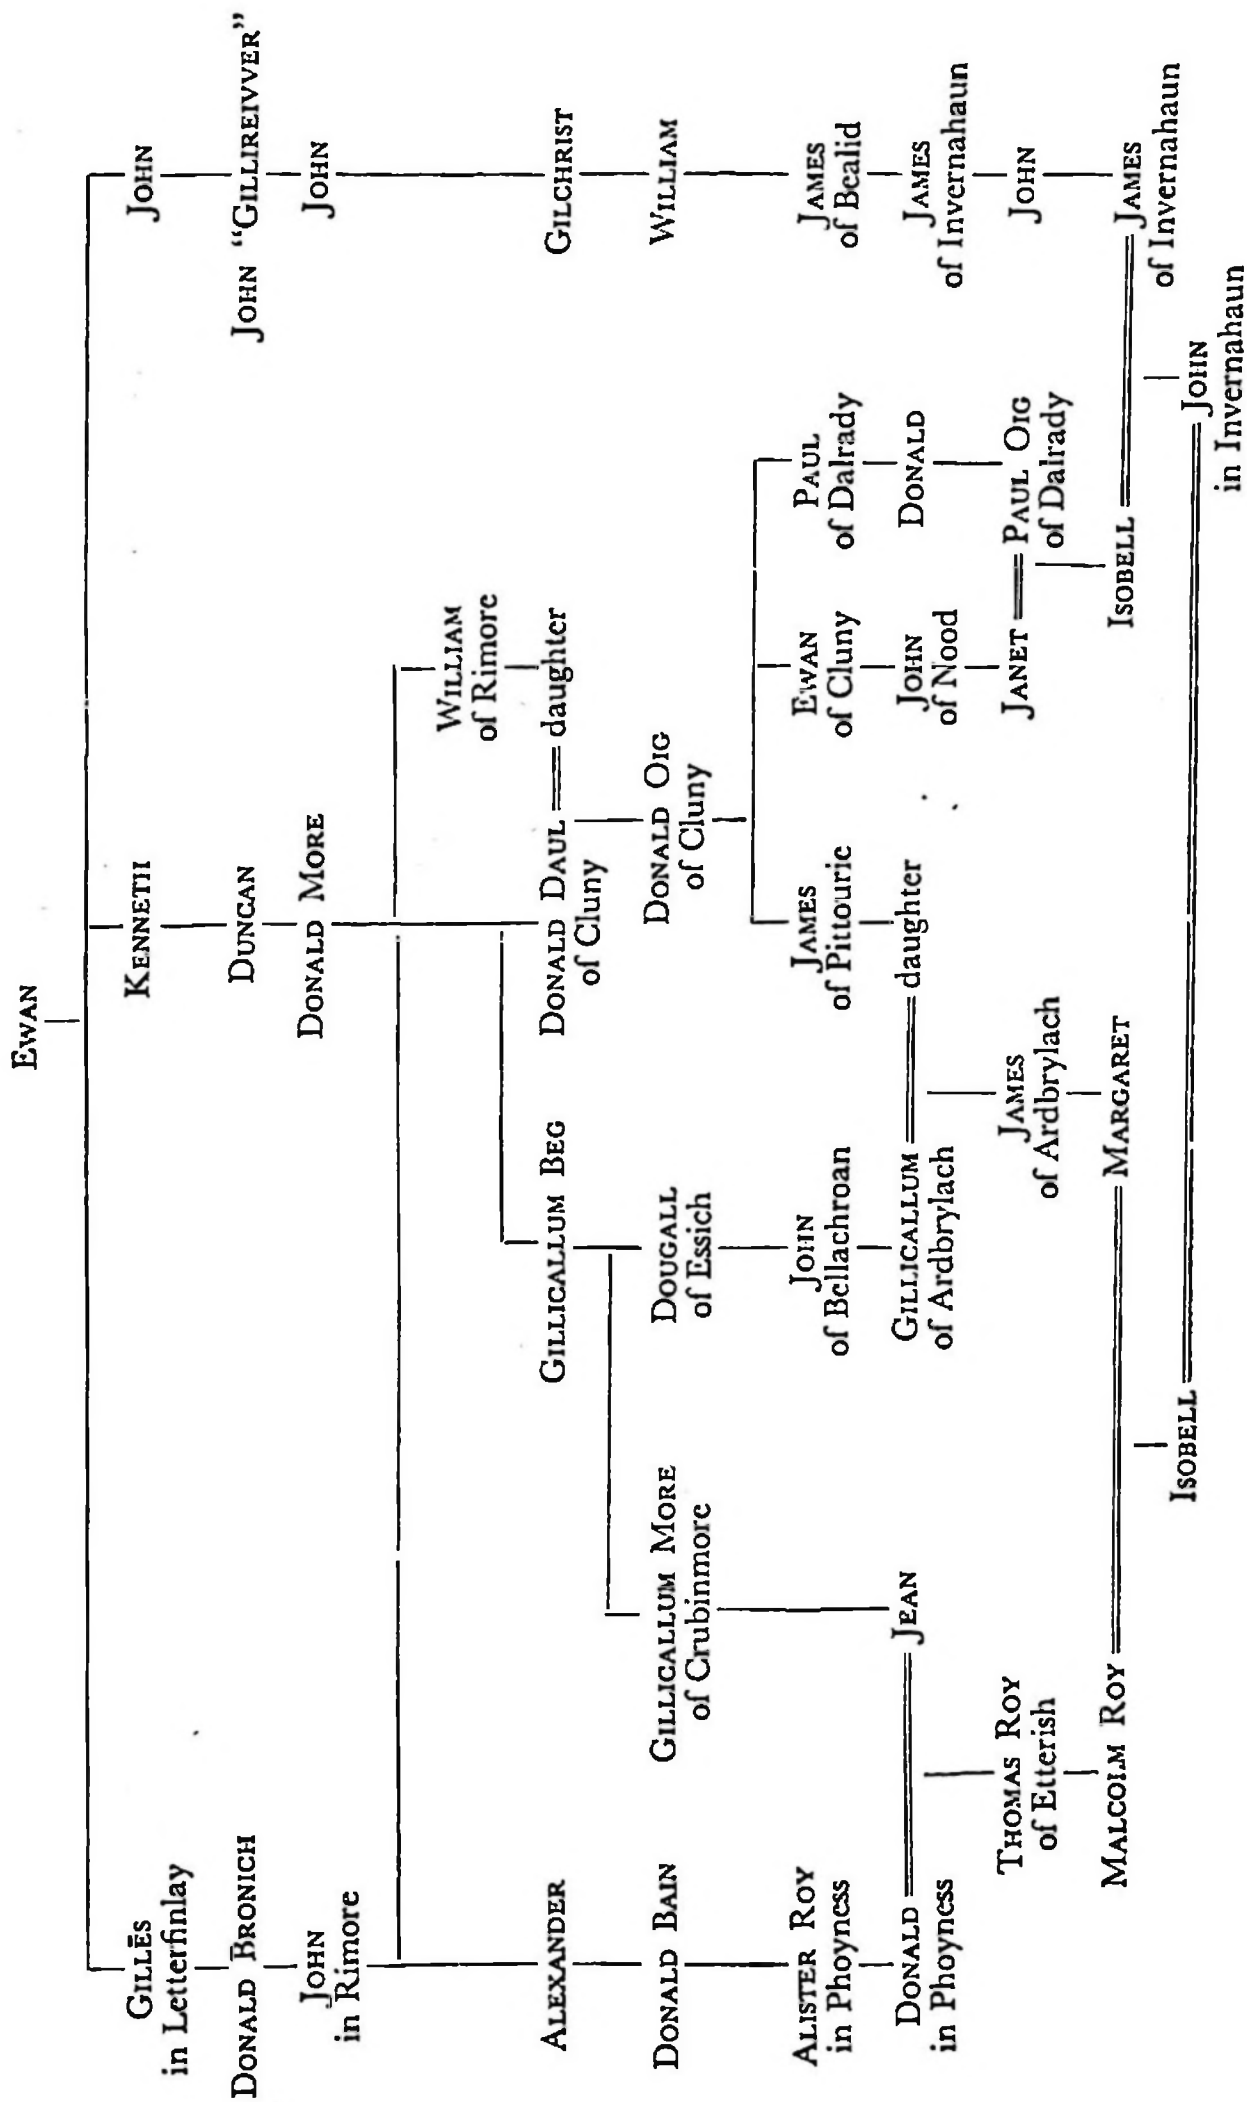 EWAN
GILLĒS
in Letterfinlay
KENNETH
JOHN
DONALD BRONICH
DUNCAN
JOHN "GILLIREIVVER"
JOHN
in Rimore
DONALD MORE
JOHN
WILLIAM
of Rimore
ALEXANDER
GILLICALLUM BEG
DONALD DAUL
of Cluny
daughter
GILCHRIST
DONALD BAIN
GILLICALLUM MORE
of Crubinmore
DOUGALL
of Essich
DONALD OIG
of Cluny
WILLIAM
ALISTER ROY
in Phoyness
JOHN
of Bellachroan
JAMES
of Pittourie
EWAN
of Cluny
PAUL
of Dalrady
JAMES
of Bealid
DONALD
in Phoyness
JEAN
GILLICALLUM
of Ardbrylach
daughter
JOHN
of Nood
DONALD
JAMES
of Invernahaun
THOMAS ROY
of Etterish
JAMES
of Ardbrylach
JANET
PAUL OIG
of Dalrady
JOHN
MALCOLM ROY
MARGARET
ISOBELL
JAMES
of Invernahaun
ISOBELL
JOHN
in Invernahaun